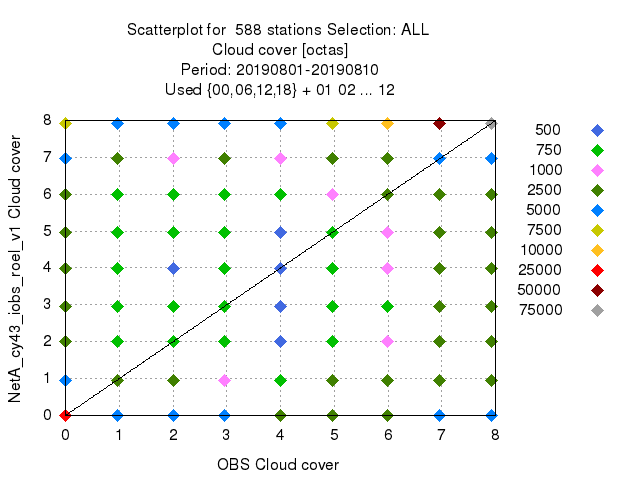 Scatterplot for 588 stations Selection: ALL
Cloud cover [octas]
Period: 20190801-20190810
Used {00,06,12,18} + 01 02 ... 12
NetA_cy43_iobs_roel_v1 Cloud cover
8
7
6
5
4
3
2
1
0
0 1 2 3 4 5 6 7 8
OBS Cloud cover
500
750
1000
2500
5000
7500
10000
25000
50000
75000